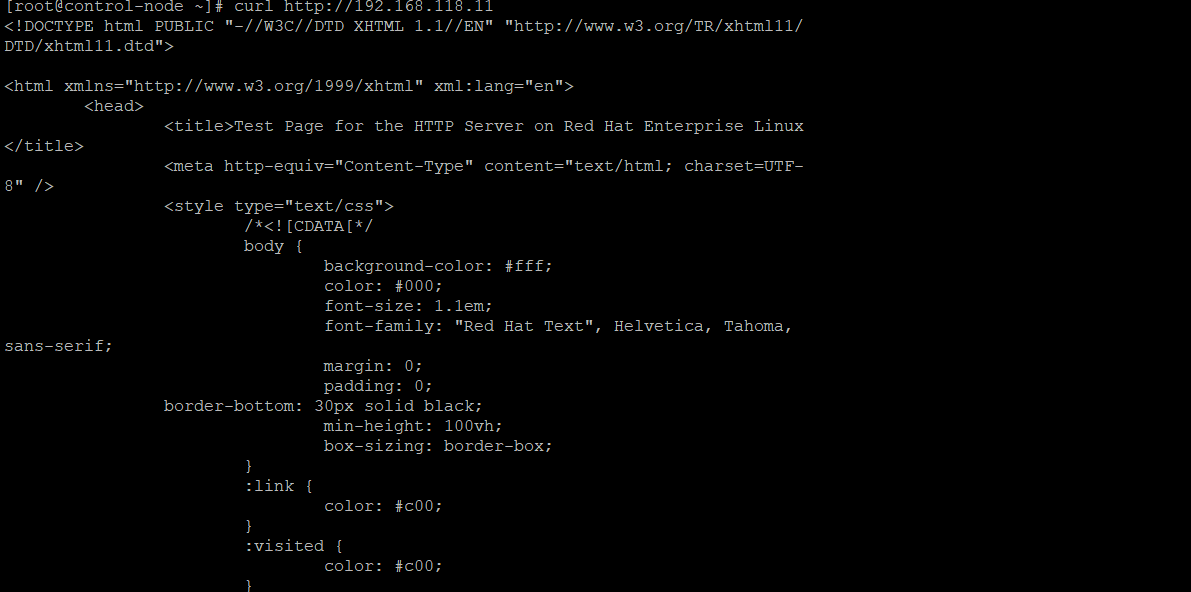 [root@control-node ~]# curl http://192.168.118.11
<!DOCTYPE html PUBLIC "-//W3C//DTD XHTML 1.1//EN" "http://www.w3.org/TR/xhtml11/
DTD/xhtml11.dtd">

<html xmlns="http://www.w3.org/1999/xhtml" xml:lang="en">
        <head>
                <title>Test Page for the HTTP Server on Red Hat Enterprise Linux
</title>
                <meta http-equiv="Content-Type" content="text/html; charset=UTF-
8" />
                <style type="text/css">
                        /*<![CDATA[*/
                        body {
                                background-color: #fff;
                                color: #000;
                                font-size: 1.1em;
                                font-family: "Red Hat Text", Helvetica, Tahoma,
sans-serif;
                                margin: 0;
                                padding: 0;
                border-bottom: 30px solid black;
                                min-height: 100vh;
                                box-sizing: border-box;
                        }
                        :link {
                                color: #c00;
                        }
                        :visited {
                                color: #c00;
                        }